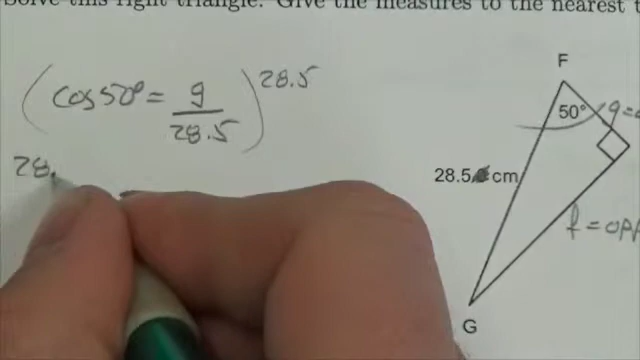 Solve this right triangle. Give the measures to the nearest
(cos 50° = g/28.5) 28.5
28.
F
50°
g=
28.5 cm
f = opp
G